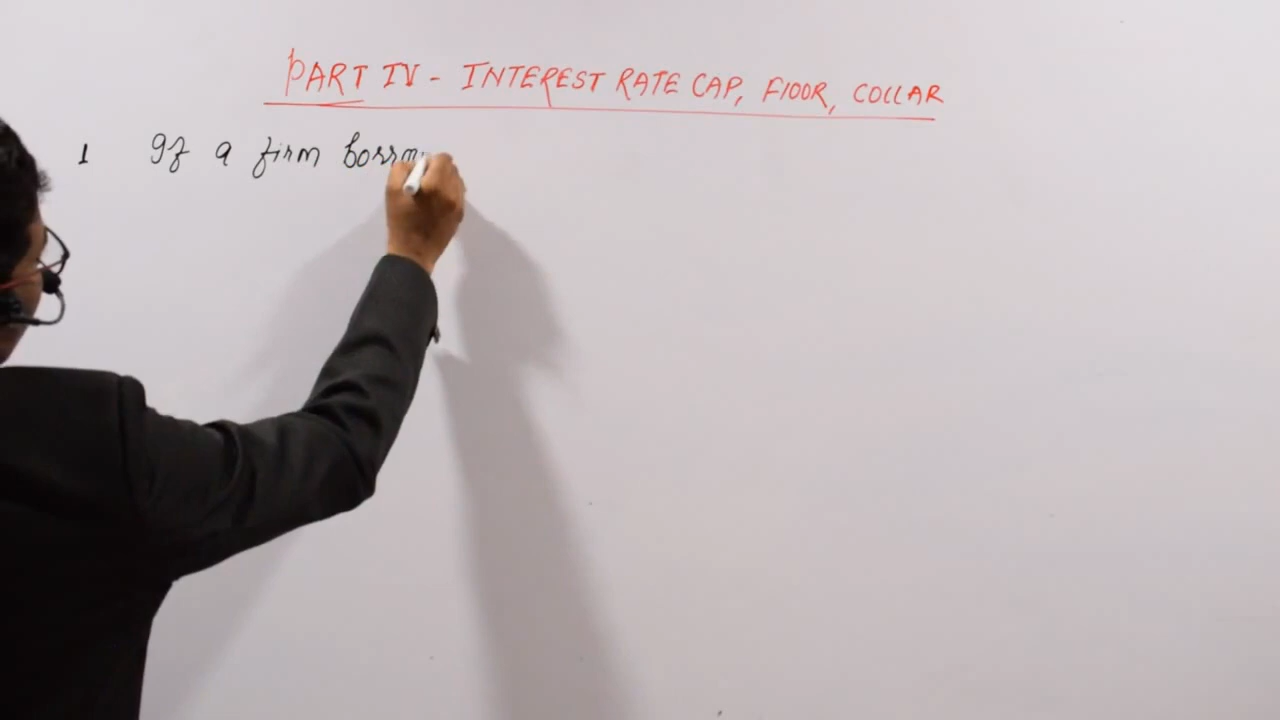 PART IV - INTEREST RATE CAP, FLOOR, COLLAR
1 If a firm